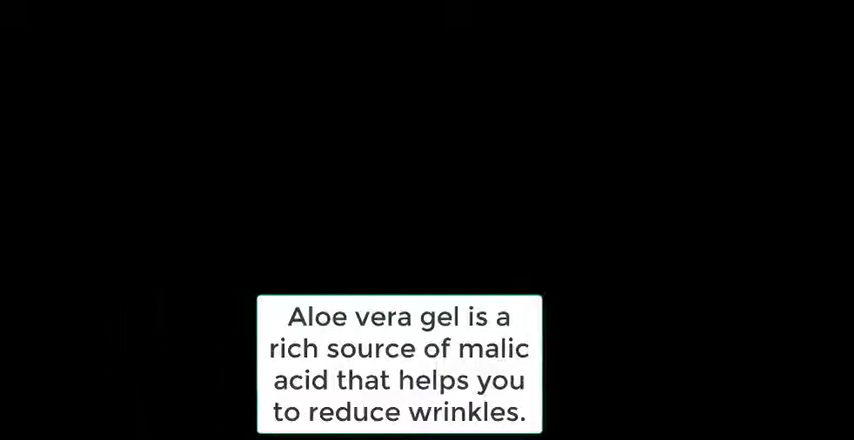 Aloe vera gel is a
rich source of malic
acid that helps you
to reduce wrinkles.